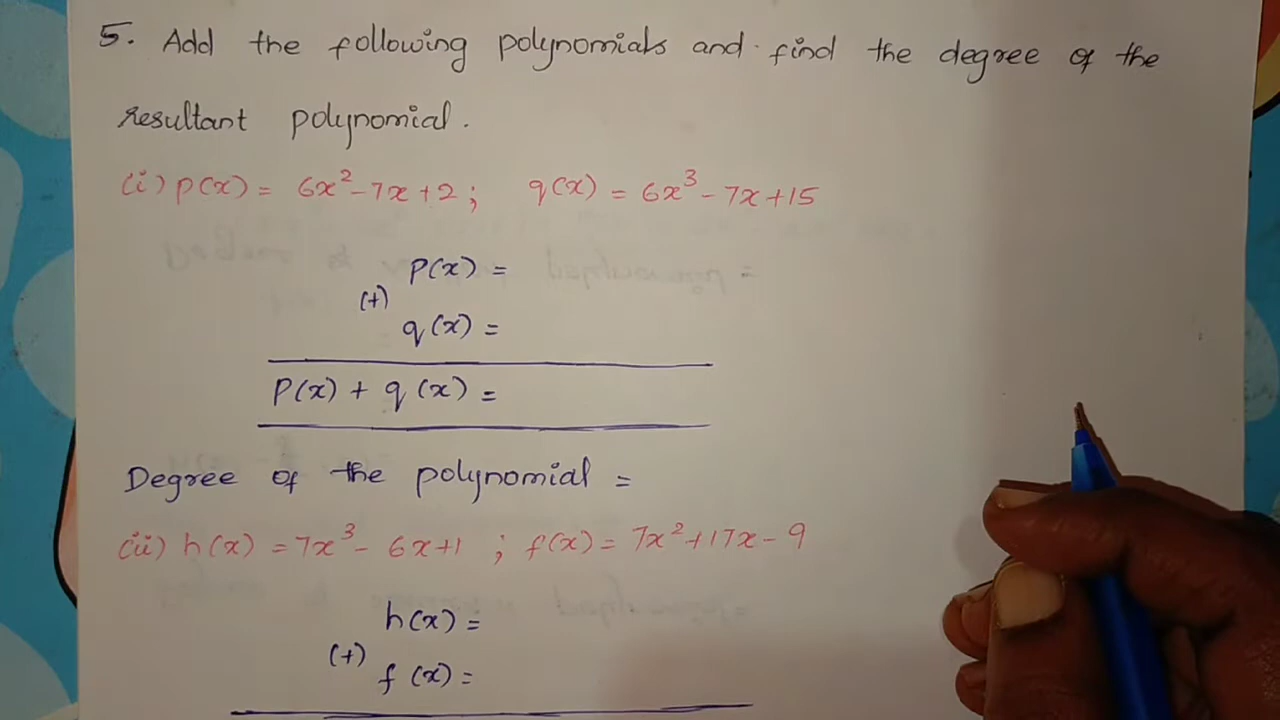 5. Add the following polynomials and find the degree of the
resultant polynomial.
(i) p(x) = 6x² - 7x + 2 ; q(x) = 6x³ - 7x + 15
P(x) =
(+)
q(x) =
P(x) + q(x) =
Degree of the polynomial =
(ii) h(x) = 7x³ - 6x + 1 ; f(x) = 7x² + 17x - 9
h(x) =
(+)
f(x) =